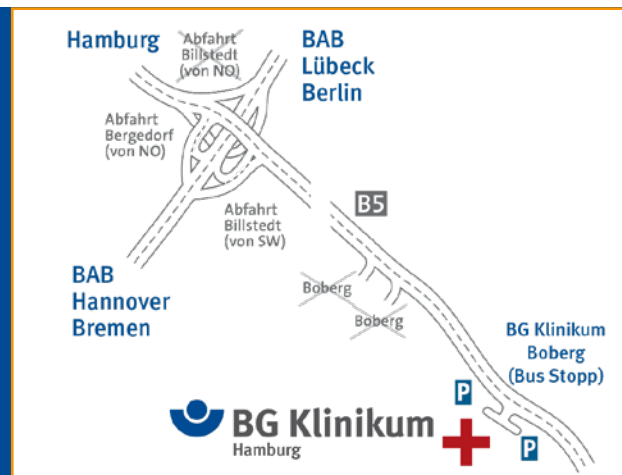 Hamburg
Abfahrt
Billstedt
(von NO)
BAB
Lübeck
Berlin
Abfahrt
Bergedorf
(von NO)
Abfahrt
Billstedt
(von SW)
B5
BAB
Hannover
Bremen
Boberg
Boberg
BG Klinikum
Boberg
(Bus Stopp)
P
BG Klinikum
Hamburg
P